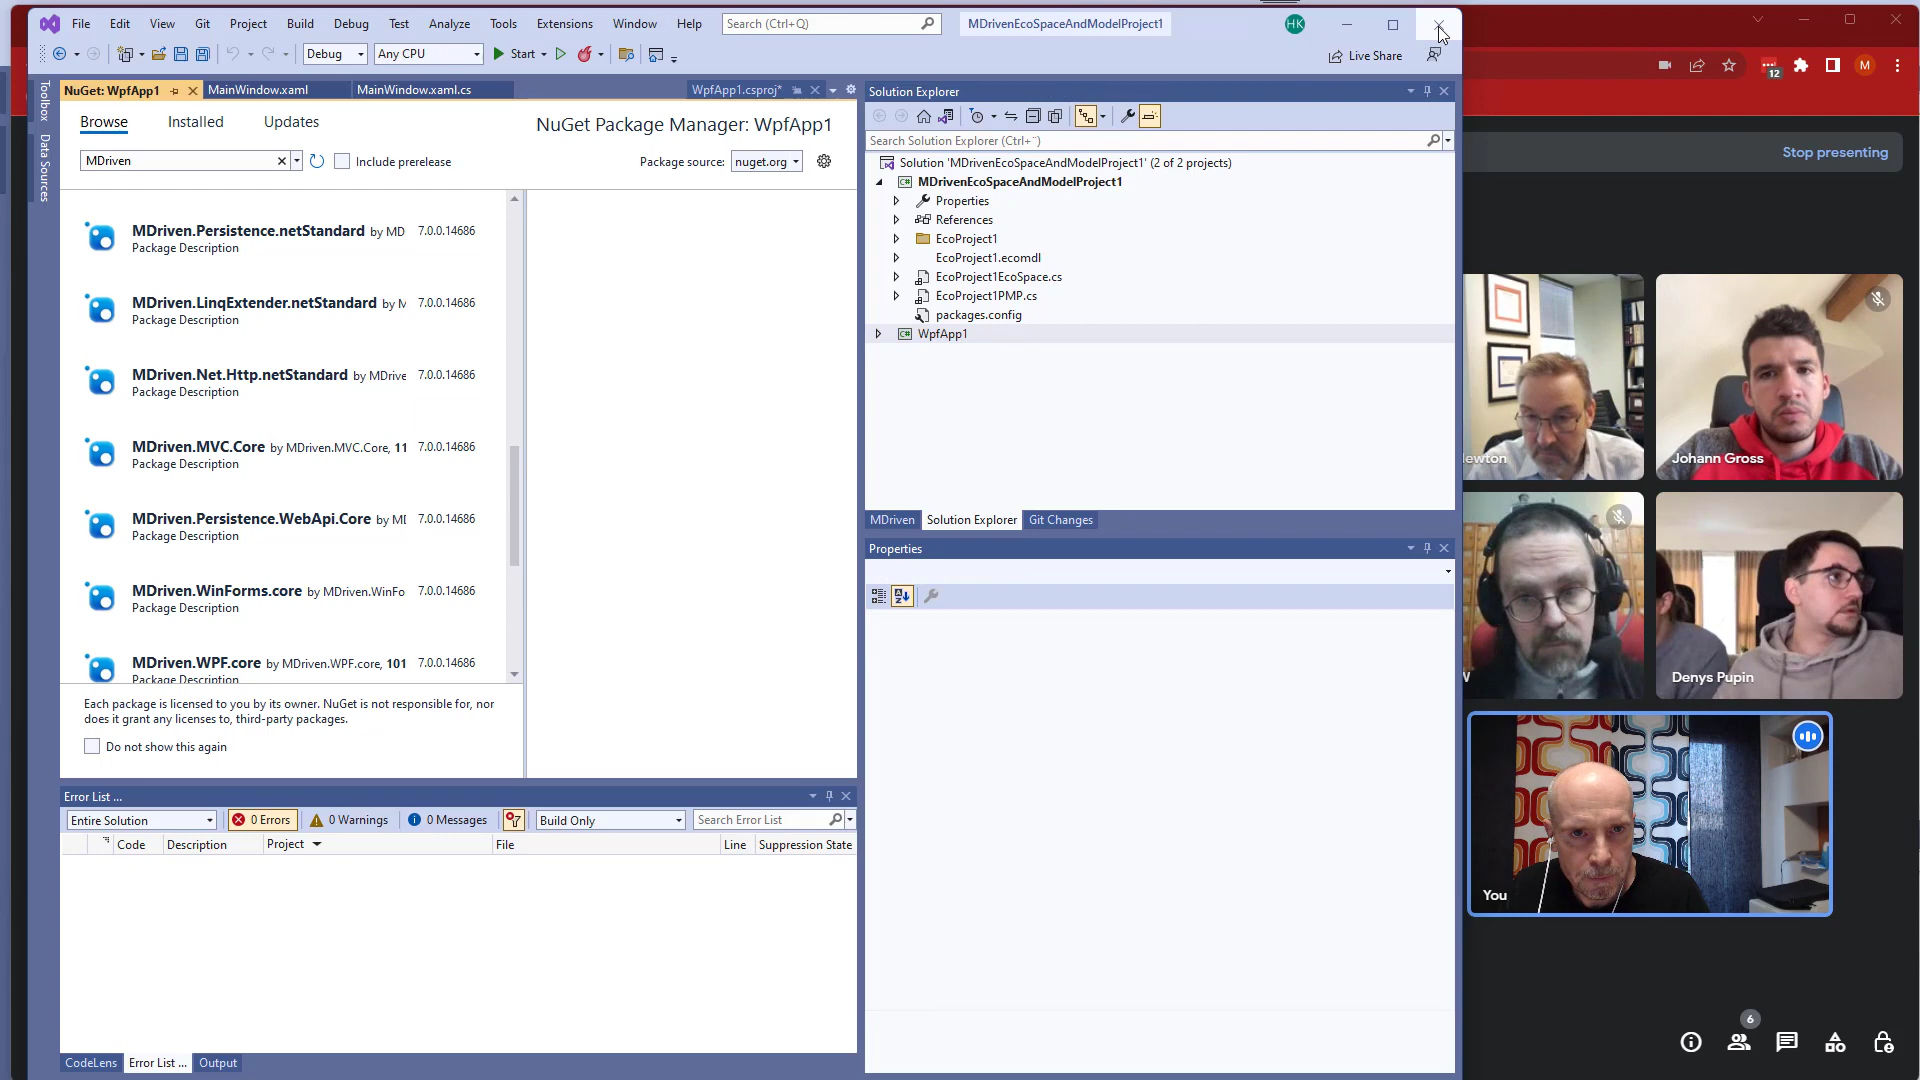 File Edit View Git Project Build Debug Test Analyze Tools Extensions Window Help Search (Ctrl+Q) MDrivenEcoSpaceAndModelProject1 HK
Debug Any CPU Start Live Share
12 M
Toolbox
Data Sources
NuGet: WpfApp1 MainWindow.xaml MainWindow.xaml.cs WpfApp1.csproj*
Browse Installed Updates NuGet Package Manager: WpfApp1
MDriven Include prerelease Package source: nuget.org
MDriven.Persistence.netStandard by MD 7.0.0.14686
Package Description
MDriven.LinqExtender.netStandard by M 7.0.0.14686
Package Description
MDriven.Net.Http.netStandard by MDrive 7.0.0.14686
Package Description
MDriven.MVC.Core by MDriven.MVC.Core, 11 7.0.0.14686
Package Description
MDriven.Persistence.WebApi.Core by MD 7.0.0.14686
Package Description
MDriven.WinForms.core by MDriven.WinFo 7.0.0.14686
Package Description
MDriven.WPF.core by MDriven.WPF.core, 101 7.0.0.14686
Package Description
Each package is licensed to you by its owner. NuGet is not responsible for, nor
does it grant any licenses to, third-party packages.
Do not show this again
Error List ...
Entire Solution 0 Errors 0 Warnings 0 Messages Build Only Search Error List
Code Description Project File Line Suppression State
CodeLens Error List ... Output
Solution Explorer
Search Solution Explorer (Ctrl+¨)
Solution 'MDrivenEcoSpaceAndModelProject1' (2 of 2 projects)
C# MDrivenEcoSpaceAndModelProject1
Properties
References
EcoProject1
EcoProject1.ecomdl
EcoProject1EcoSpace.cs
EcoProject1PMP.cs
packages.config
C# WpfApp1
MDriven Solution Explorer Git Changes
Properties
Stop presenting
ewton
Johann Gross
W
Denys Pupin
You
6